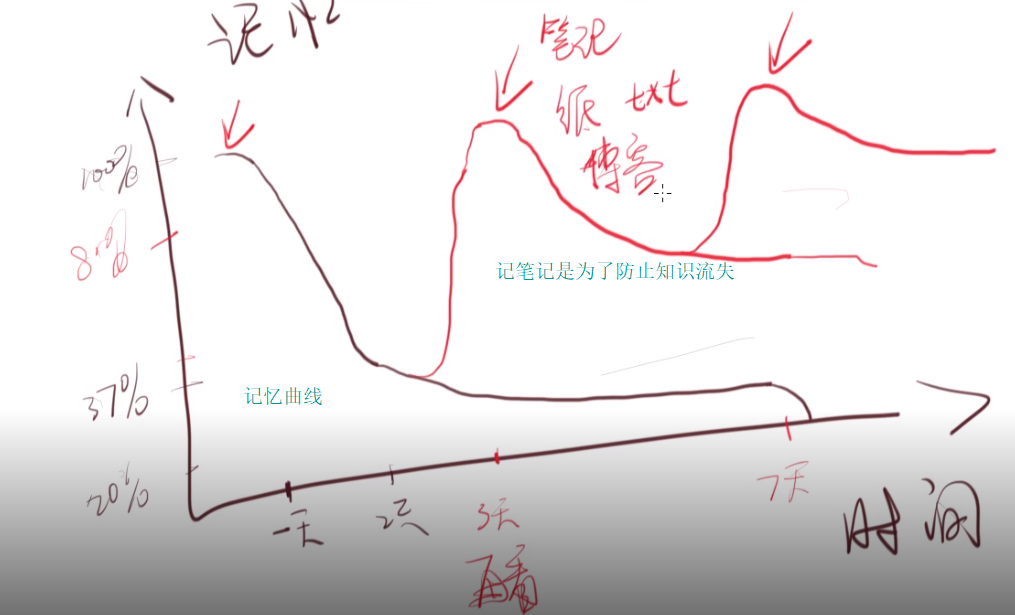 记忆
笔记
纸 txt
博客
100%
80%
记笔记是为了防止知识流失
37%
记忆曲线
20%
一天
2天
3天
7天
时间
再看